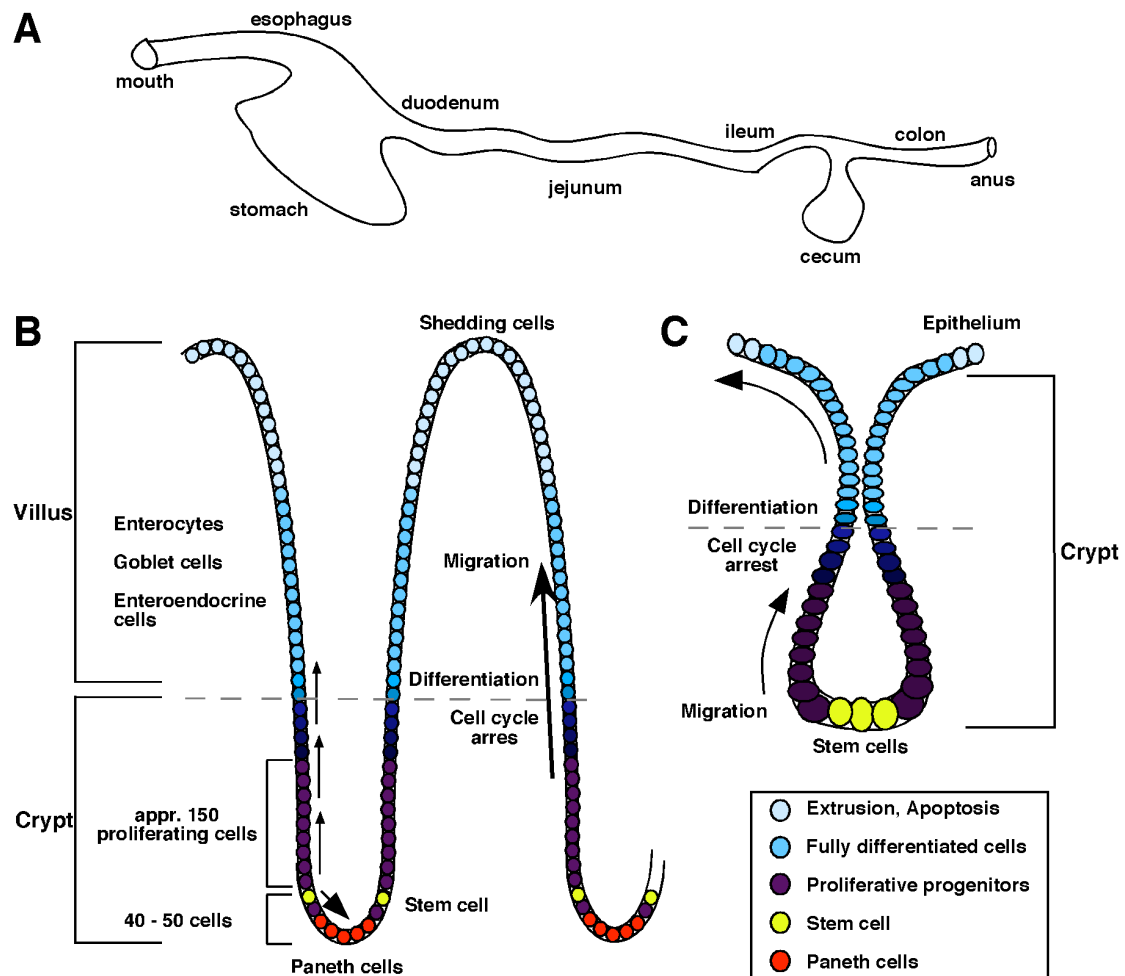 A
esophagus
mouth
duodenum
ileum
colon
stomach
jejunum
anus
cecum
B
Shedding cells
Villus
Enterocytes
Goblet cells
Enteroendocrine
cells
Migration
Differentiation
Cell cycle
arres
Crypt
appr. 150
proliferating cells
40 - 50 cells
Stem cell
Paneth cells
C
Epithelium
Differentiation
Cell cycle
arrest
Crypt
Migration
Stem cells
Extrusion, Apoptosis
Fully differentiated cells
Proliferative progenitors
Stem cell
Paneth cells